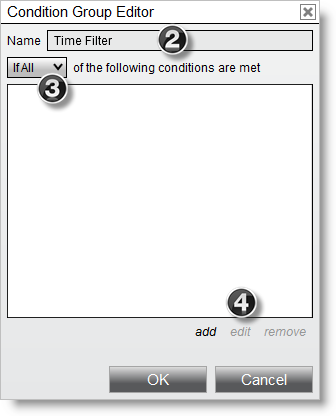 Condition Group Editor
Name Time Filter 2
If All of the following conditions are met
3
4
add edit remove
OK Cancel